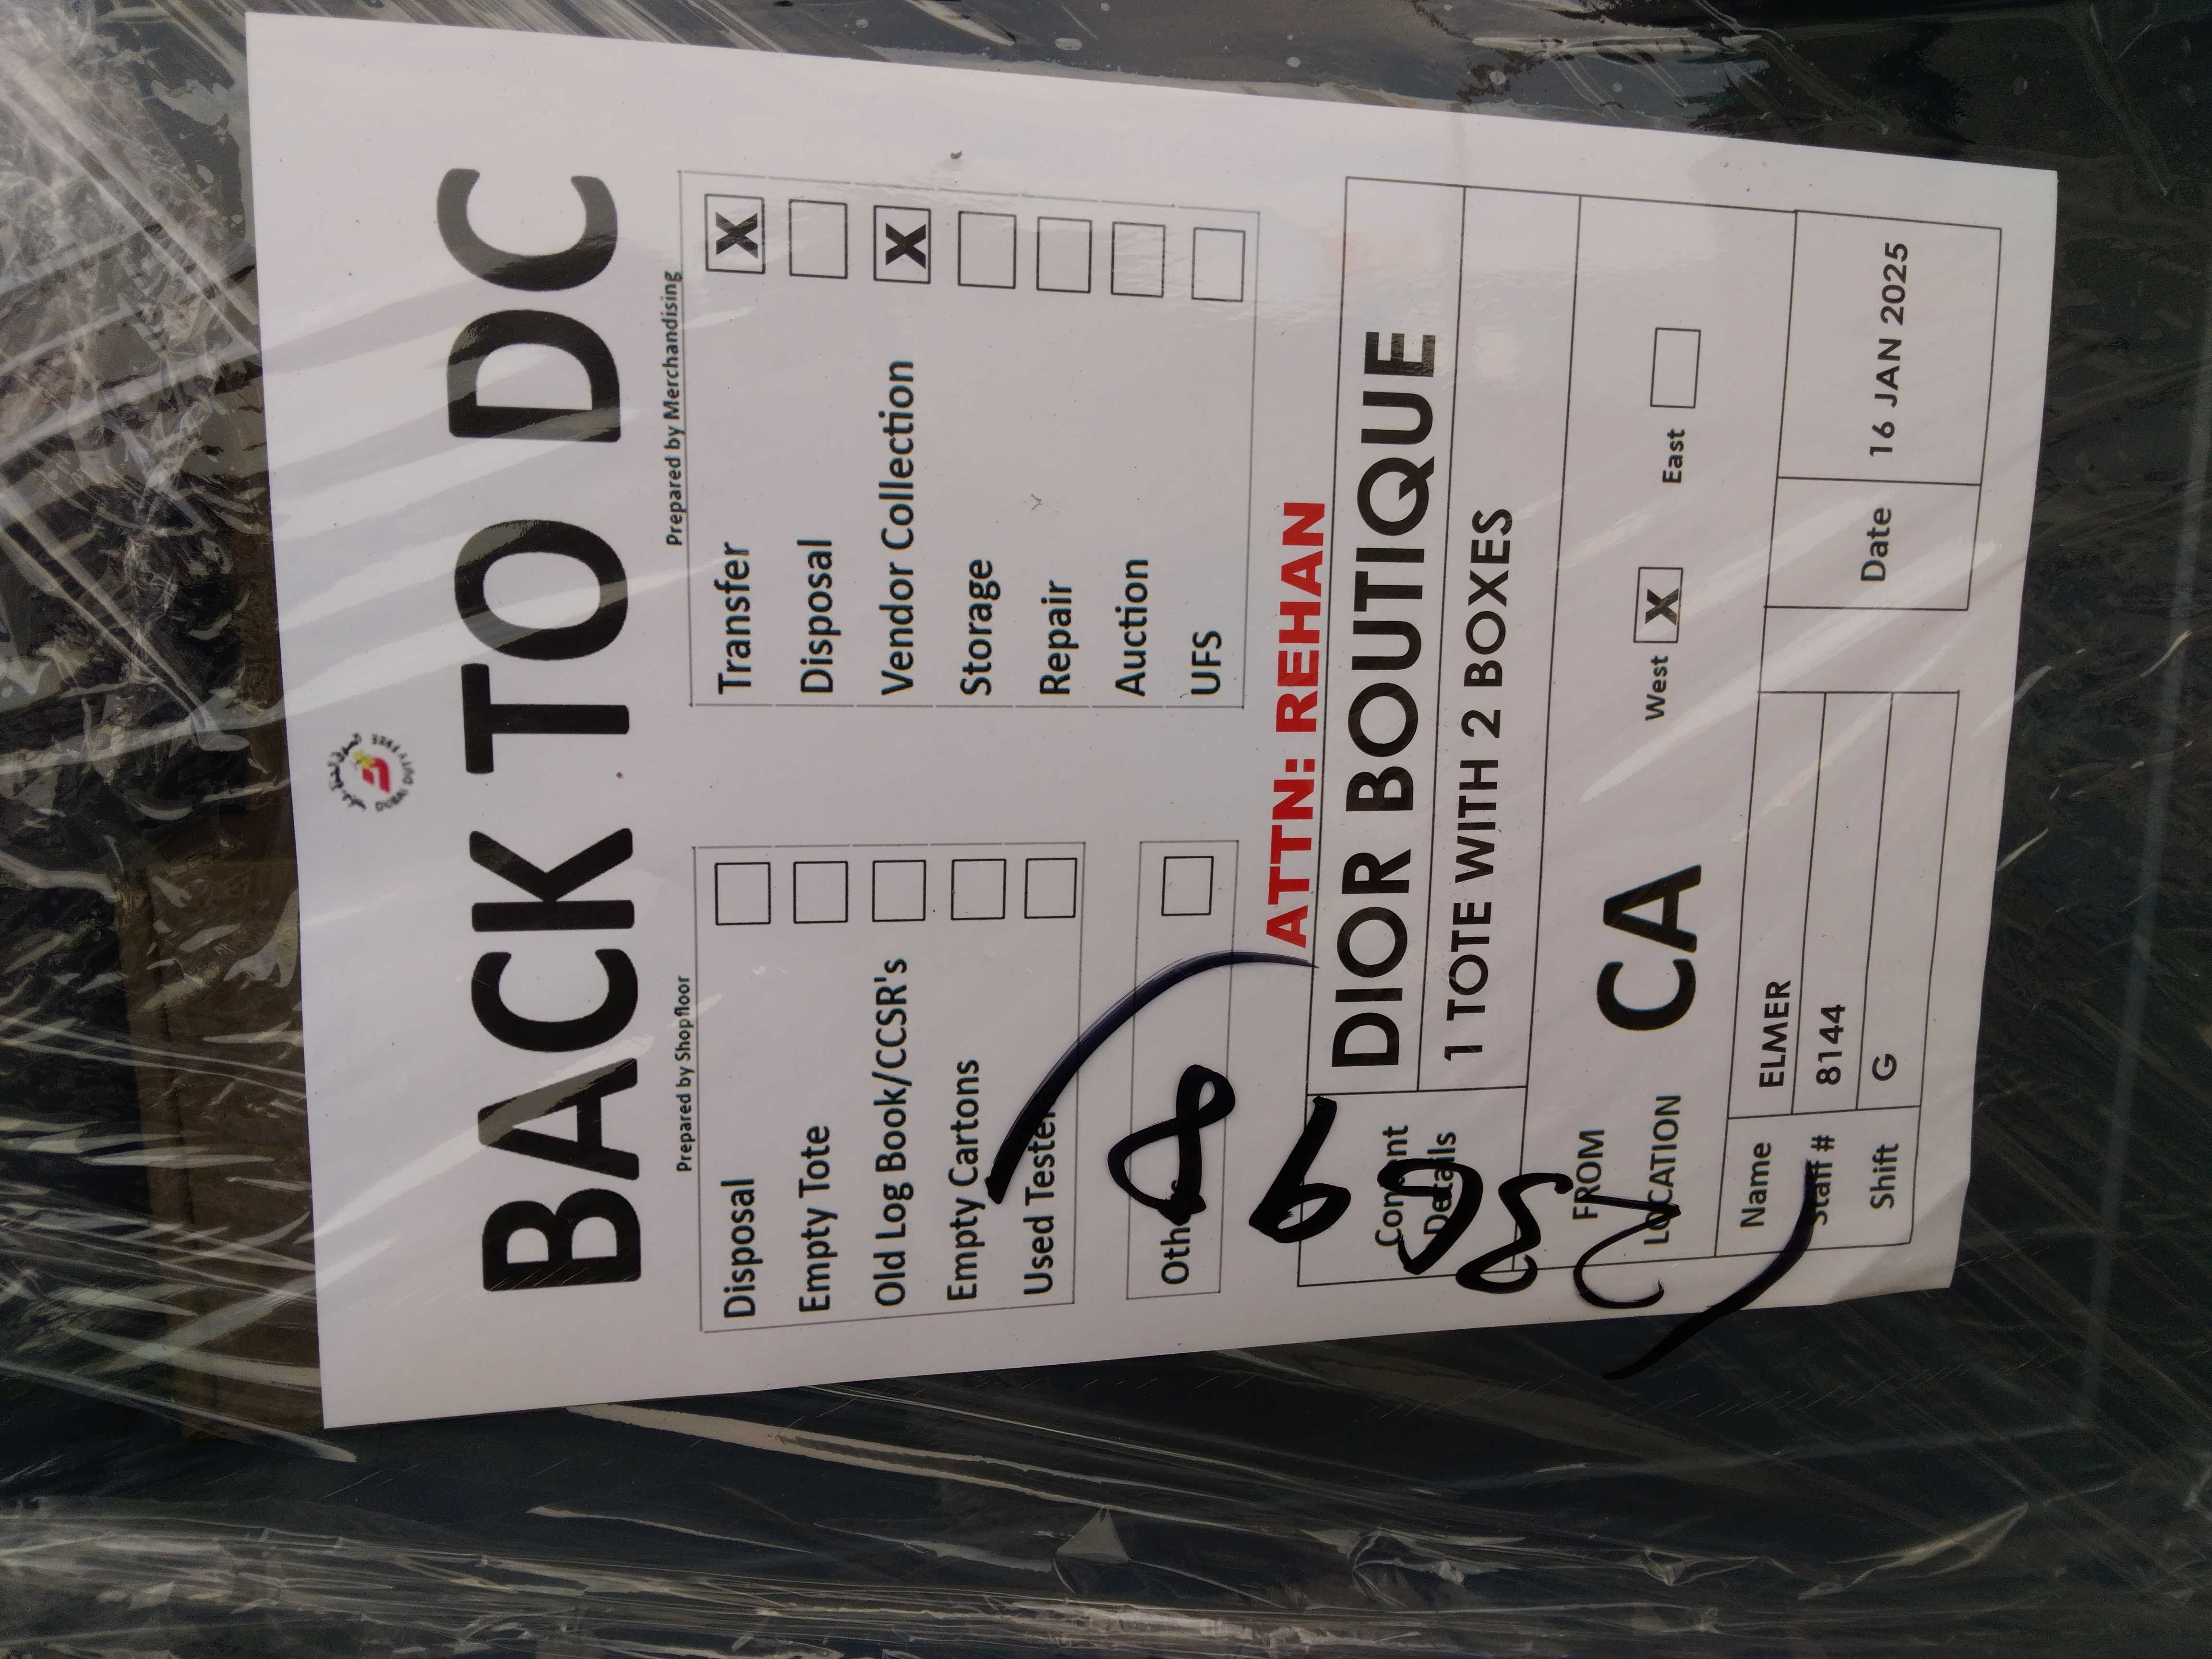 BACK TO DC
Prepared by Shopfloor
Disposal
Empty Tote
Old Log Book/CCSR's
Empty Cartons
Used Tester
Prepared by Merchandising
Transfer X
Disposal
Vendor Collection X
Storage
Repair
Auction
UFS
ATTN: REHAN
Content Details
DIOR BOUTIQUE
1 TOTE WITH 2 BOXES
FROM LOCATION CA West X East
Name ELMER
Staff # 8144
Shift G
Date 16 JAN 2025